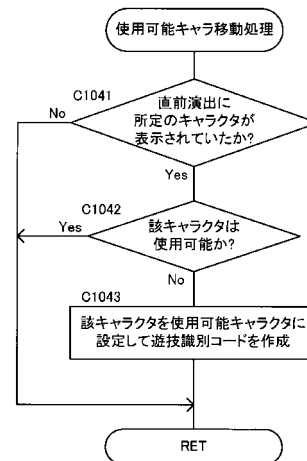 使用可能キャラ移動処理
C1041
直前演出に
所定のキャラクタが
表示されていたか?
No
Yes
C1042
該キャラクタは
使用可能か?
Yes
No
C1043
該キャラクタを使用可能キャラクタに
設定して遊技識別コードを作成
RET